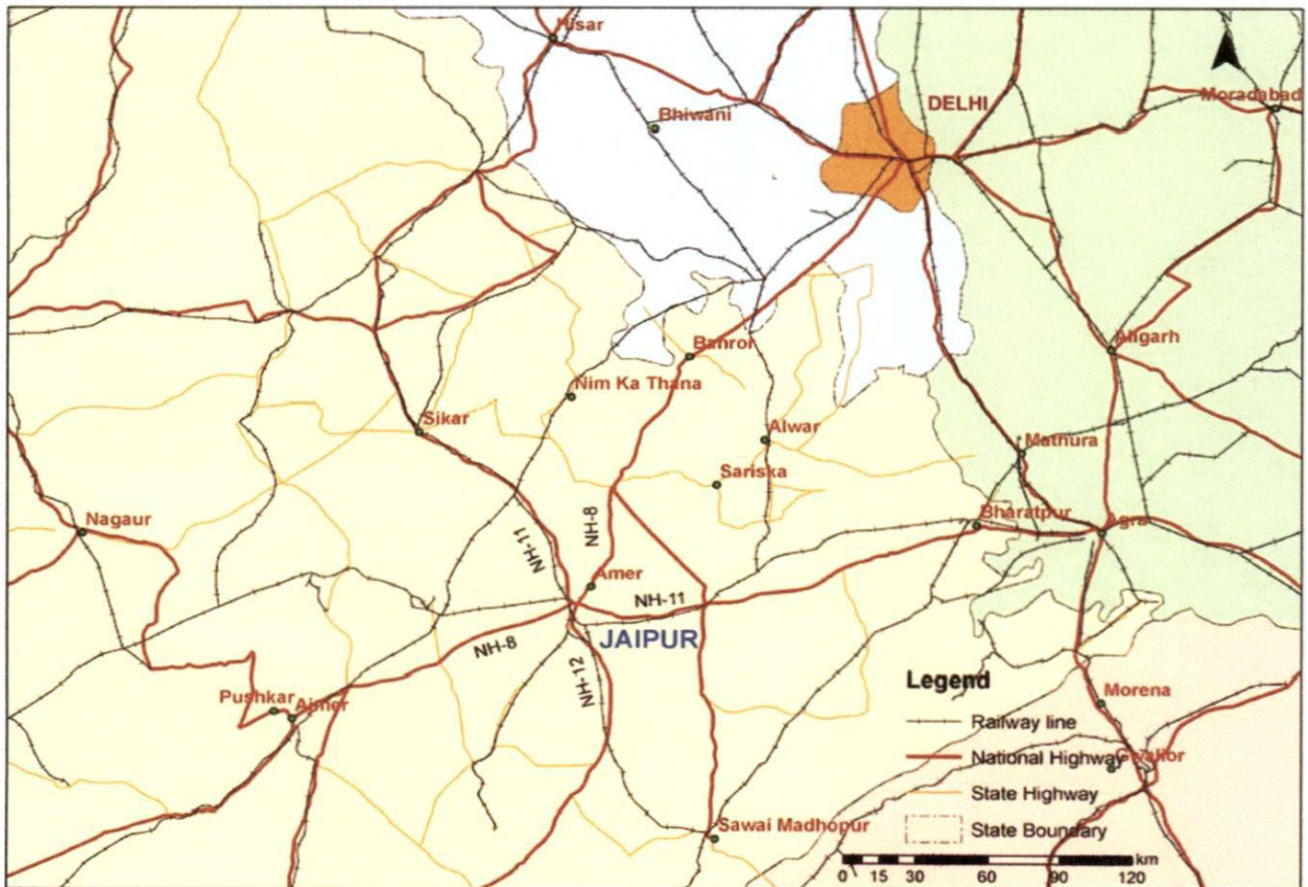 Hisar
N
DELHI
Moradabad
Bhiwani
Bahror
Aligarh
Nim Ka Thana
Sikar
Alwar
Mathura
Sariska
Nagaur
NH-11
NH-8
Bharatpur
Agra
Amer
NH-11
JAIPUR
NH-8
NH-12
Pushkar
Ajmer
Legend
Morena
Railway line
National Highway
Gwalior
State Highway
State Boundary
Sawai Madhopur
km
0 15 30 60 90 120